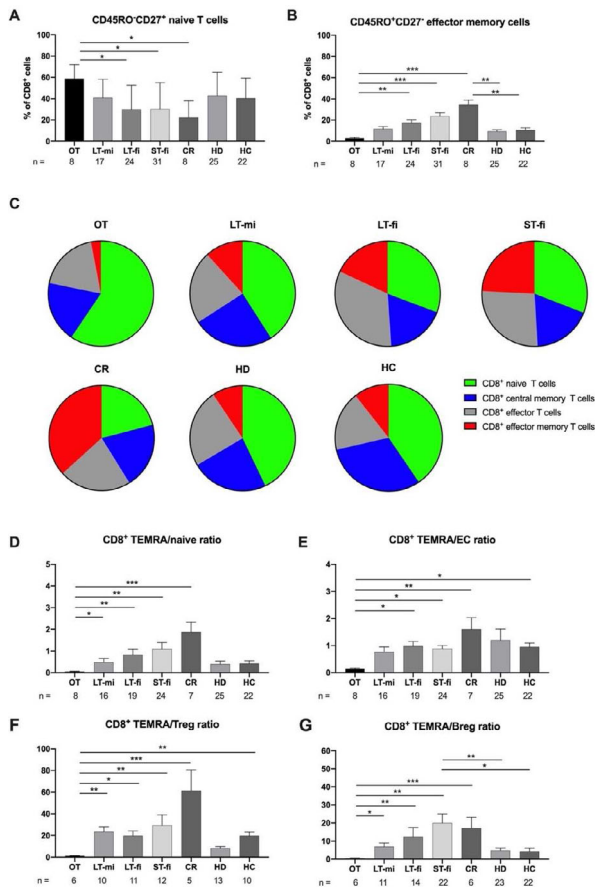 A
CD45RO-CD27+ naive T cells
% of CD8+ cells
100
80
60
40
20
0
*
*
*
OT LT-mi LT-fi ST-fi CR HD HC
n = 8 17 24 31 8 25 22
B
CD45RO+CD27- effector memory cells
% of CD8+ cells
100
80
60
40
20
0
***
***
**
**
**
OT LT-mi LT-fi ST-fi CR HD HC
n = 8 17 24 31 8 25 22
C
OT LT-mi LT-fi ST-fi
CR HD HC
CD8+ naive T cells
CD8+ central memory T cells
CD8+ effector T cells
CD8+ effector memory T cells
D
CD8+ TEMRA/naive ratio
5
4
3
2
1
0
***
**
**
*
OT LT-mi LT-fi ST-fi CR HD HC
n = 8 16 19 24 7 25 22
E
CD8+ TEMRA/EC ratio
4
3
2
1
0
*
**
*
*
OT LT-mi LT-fi ST-fi CR HD HC
n = 8 16 19 24 7 25 22
F
CD8+ TEMRA/Treg ratio
100
80
60
40
20
0
**
***
**
*
**
OT LT-mi LT-fi ST-fi CR HD HC
n = 6 10 11 12 5 13 10
G
CD8+ TEMRA/Breg ratio
60
50
40
30
20
10
0
**
*
***
**
**
*
OT LT-mi LT-fi ST-fi CR HD HC
n = 6 11 14 22 6 23 22